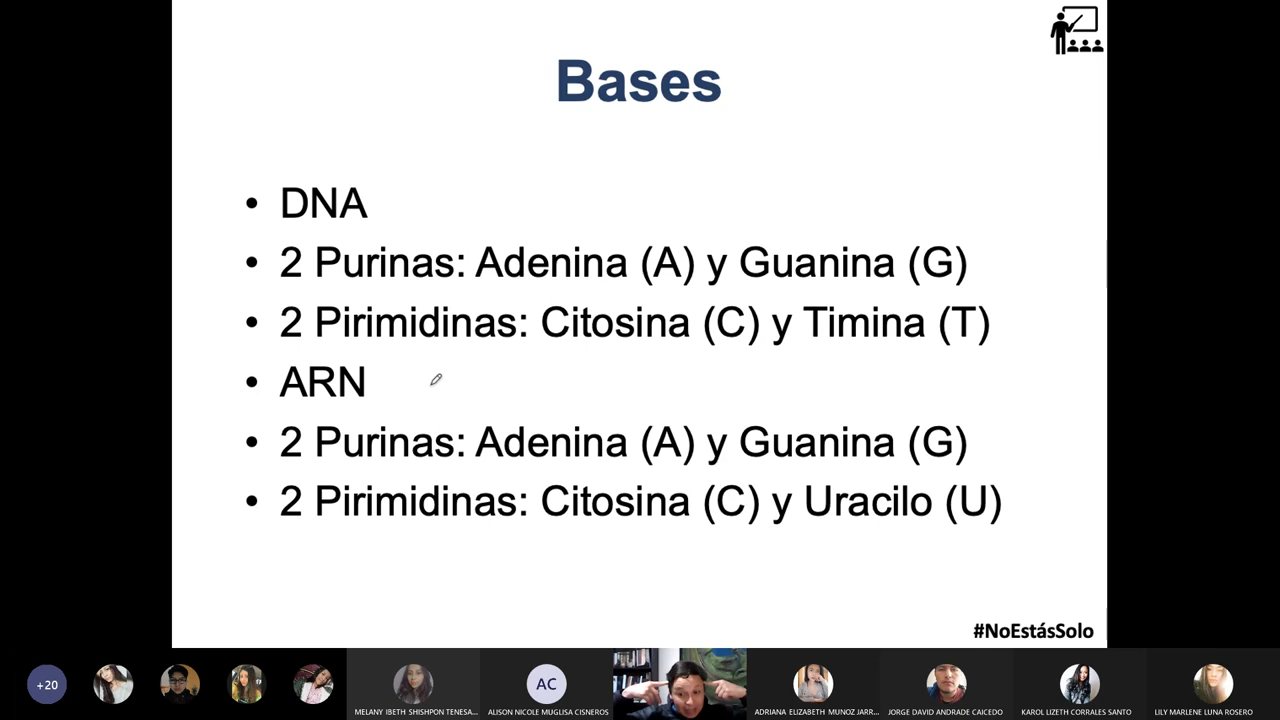 Bases
• DNA
• 2 Purinas: Adenina (A) y Guanina (G)
• 2 Pirimidinas: Citosina (C) y Timina (T)
• ARN
• 2 Purinas: Adenina (A) y Guanina (G)
• 2 Pirimidinas: Citosina (C) y Uracilo (U)
#NoEstásSolo
+20
AC
MELANY IBETH SHISHPON TENESA...
ALISON NICOLE MUGLISA CISNEROS
ADRIANA ELIZABETH MUNOZ JARR...
JORGE DAVID ANDRADE CAICEDO
KAROL LIZETH CORRALES SANTO
LILY MARLENE LUNA ROSERO